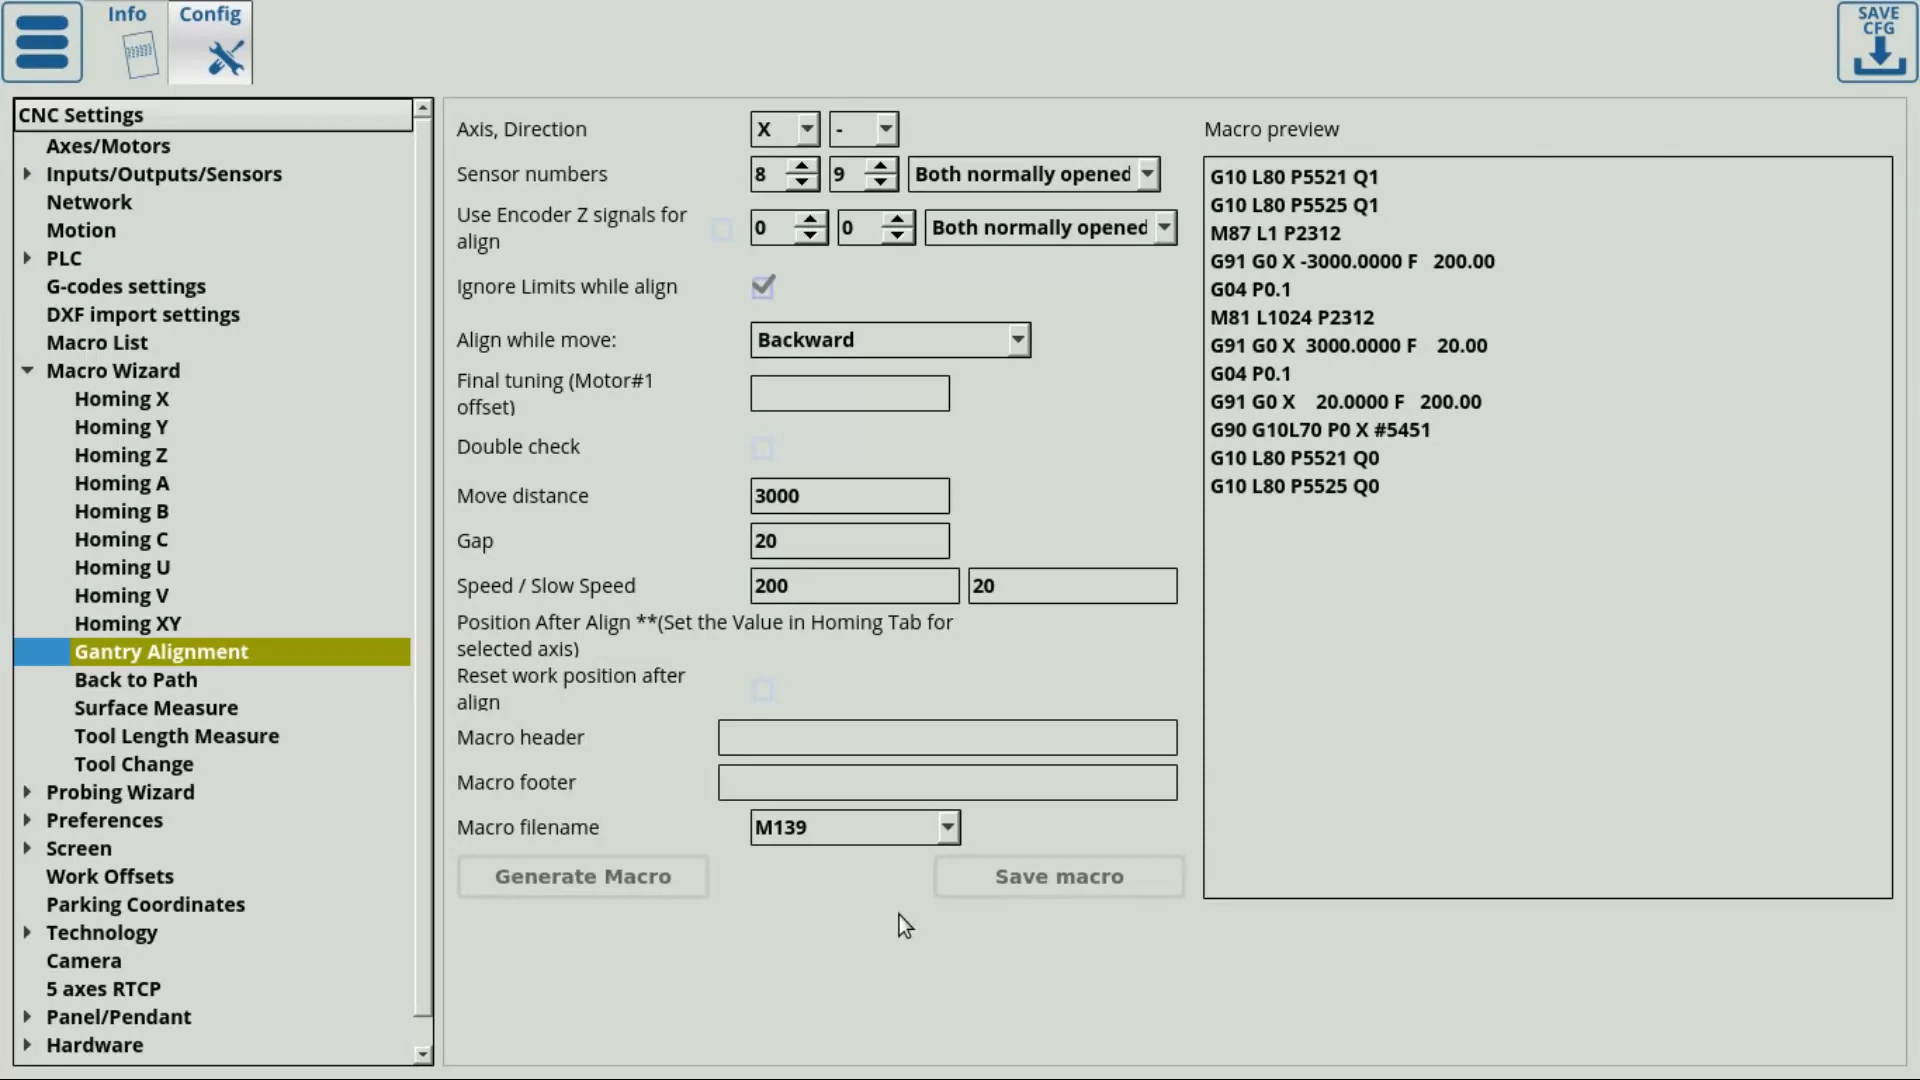 Info
Config
SAVE
CFG
CNC Settings
Axes/Motors
Inputs/Outputs/Sensors
Network
Motion
PLC
G-codes settings
DXF import settings
Macro List
Macro Wizard
Homing X
Homing Y
Homing Z
Homing A
Homing B
Homing C
Homing U
Homing V
Homing XY
Gantry Alignment
Back to Path
Surface Measure
Tool Length Measure
Tool Change
Probing Wizard
Preferences
Screen
Work Offsets
Parking Coordinates
Technology
Camera
5 axes RTCP
Panel/Pendant
Hardware
Axis, Direction X -
Sensor numbers 8 9 Both normally opened
Use Encoder Z signals for
align 0 0 Both normally opened
Ignore Limits while align
Align while move: Backward
Final tuning (Motor#1
offset)
Double check
Move distance 3000
Gap 20
Speed / Slow Speed 200 20
Position After Align **(Set the Value in Homing Tab for
selected axis)
Reset work position after
align
Macro header
Macro footer
Macro filename M139
Generate Macro Save macro
Macro preview
G10 L80 P5521 Q1
G10 L80 P5525 Q1
M87 L1 P2312
G91 G0 X -3000.0000 F 200.00
G04 P0.1
M81 L1024 P2312
G91 G0 X 3000.0000 F 20.00
G04 P0.1
G91 G0 X 20.0000 F 200.00
G90 G10L70 P0 X #5451
G10 L80 P5521 Q0
G10 L80 P5525 Q0